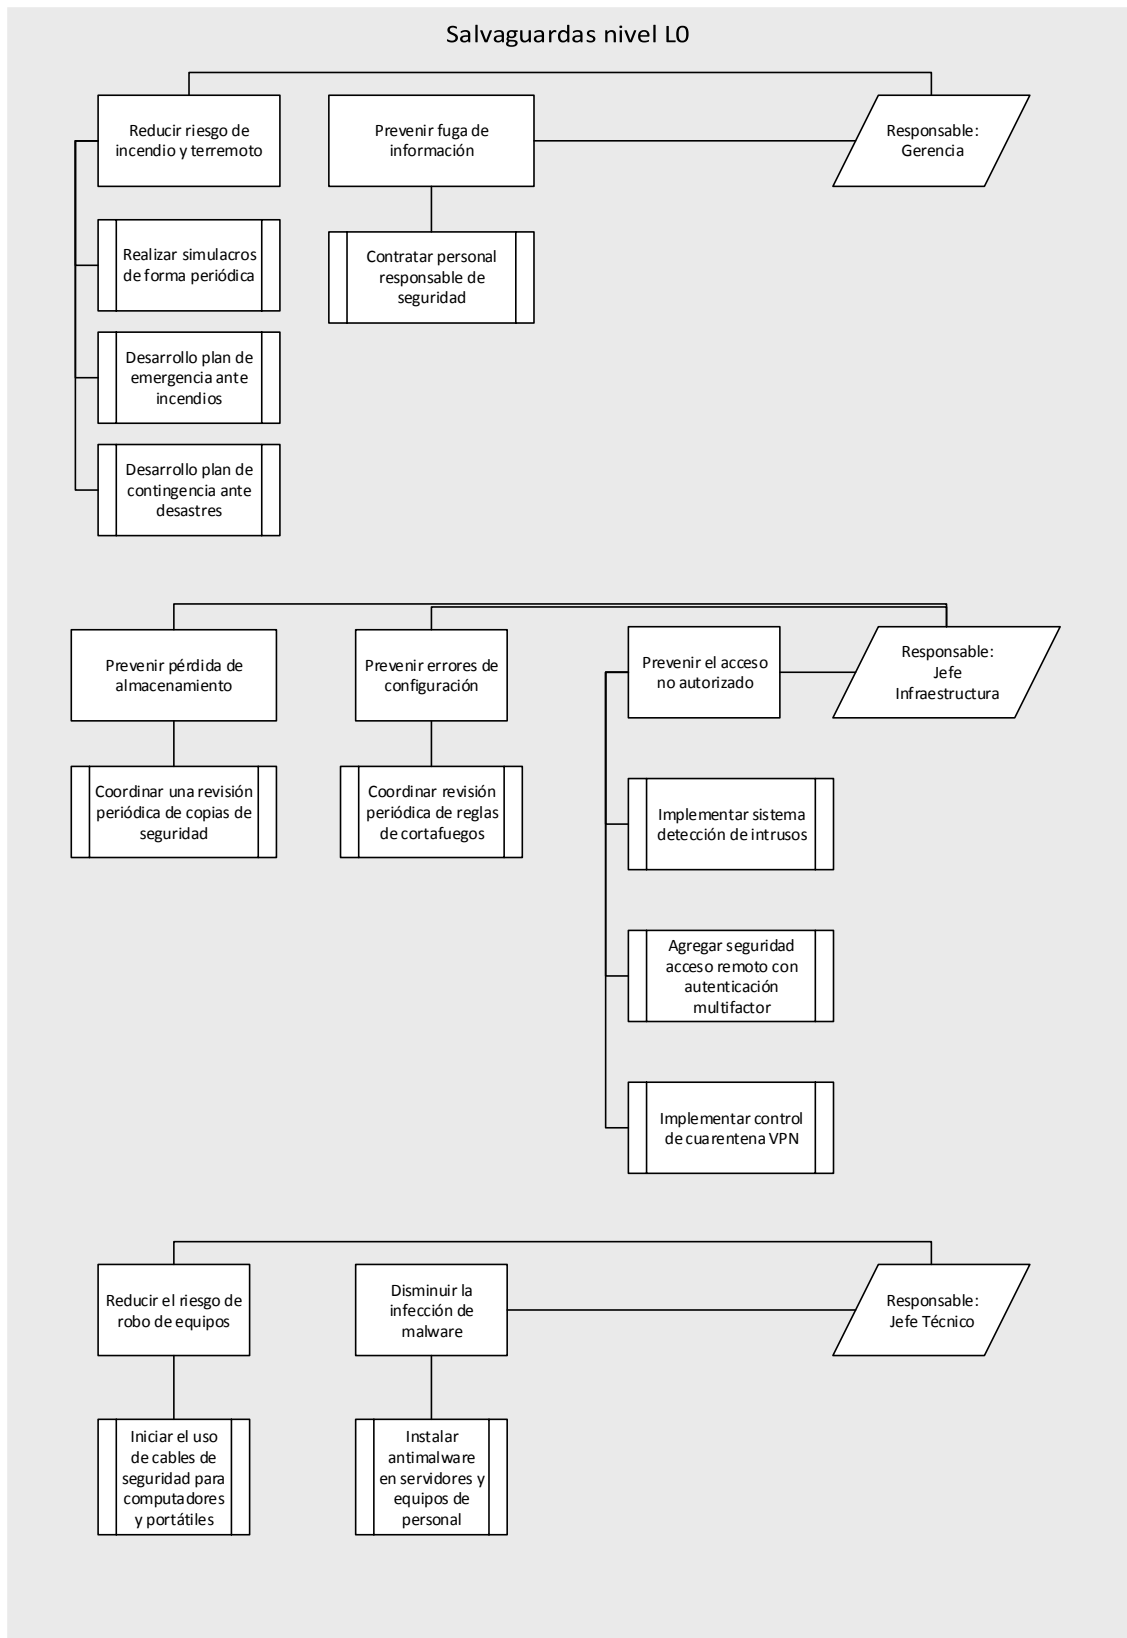 Salvaguardas nivel L0
Reducir riesgo de
incendio y terremoto
Prevenir fuga de
información
Responsable:
Gerencia
Realizar simulacros
de forma periódica
Contratar personal
responsable de
seguridad
Desarrollo plan de
emergencia ante
incendios
Desarrollo plan de
contingencia ante
desastres
Prevenir pérdida de
almacenamiento
Prevenir errores de
configuración
Prevenir el acceso
no autorizado
Responsable:
Jefe
Infraestructura
Coordinar una revisión
periódica de copias de
seguridad
Coordinar revisión
periódica de reglas
de cortafuegos
Implementar sistema
detección de intrusos
Agregar seguridad
acceso remoto con
autenticación
multifactor
Implementar control
de cuarentena VPN
Reducir el riesgo de
robo de equipos
Disminuir la
infección de
malware
Responsable:
Jefe Técnico
Iniciar el uso
de cables de
seguridad para
computadores
y portátiles
Instalar
antimalware
en servidores y
equipos de
personal